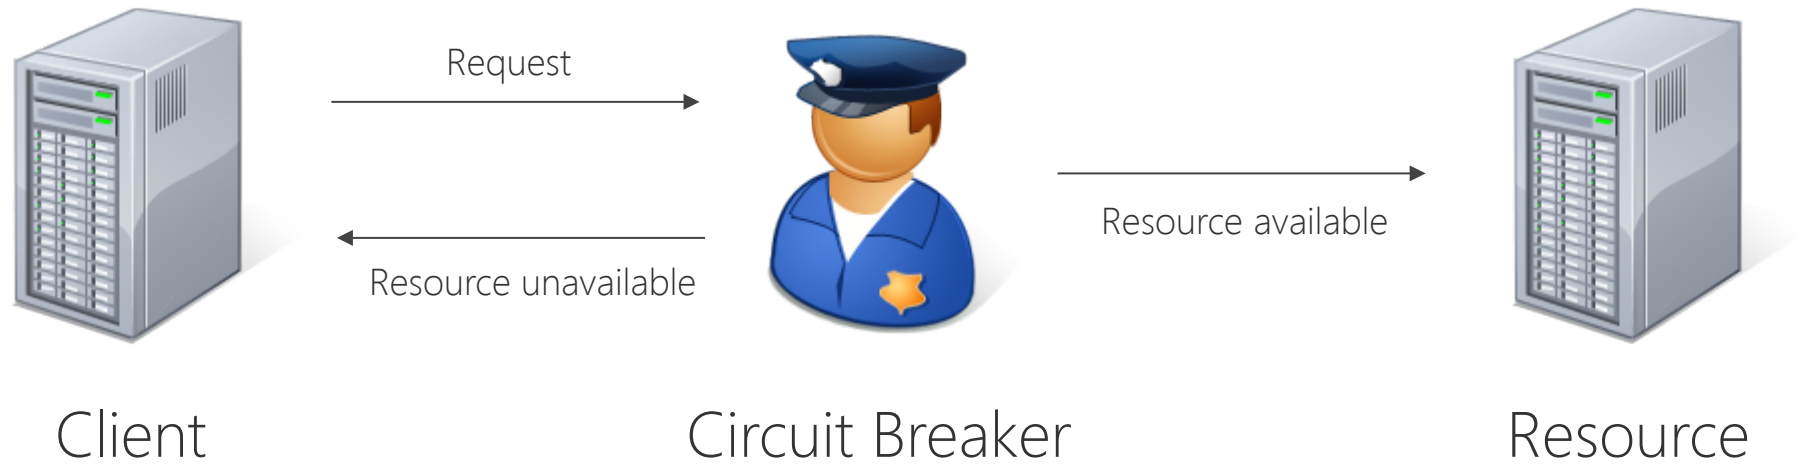 Request
Resource available
Resource unavailable
Client
Circuit Breaker
Resource